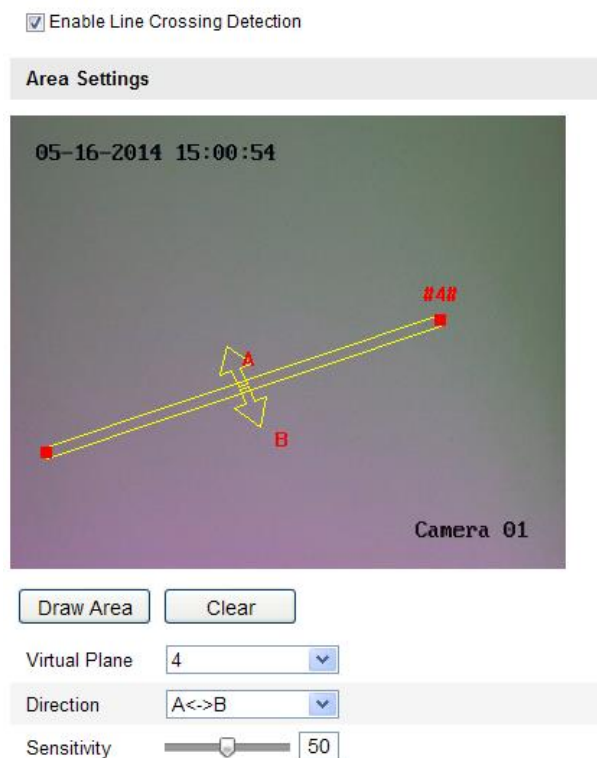 Enable Line Crossing Detection
Area Settings
05-16-2014 15:00:54
#4#
A
B
Camera 01
Draw Area Clear
Virtual Plane 4
Direction A<->B
Sensitivity 50